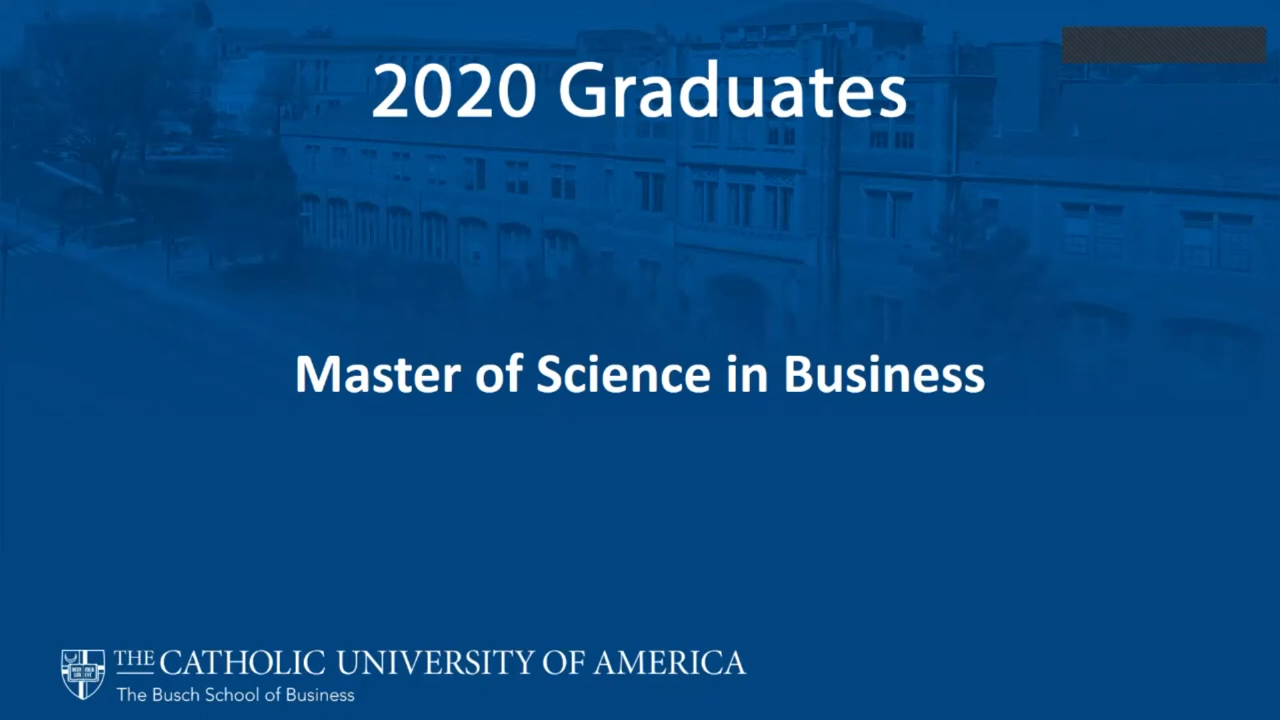 2020 Graduates
Master of Science in Business
THE CATHOLIC UNIVERSITY OF AMERICA
The Busch School of Business